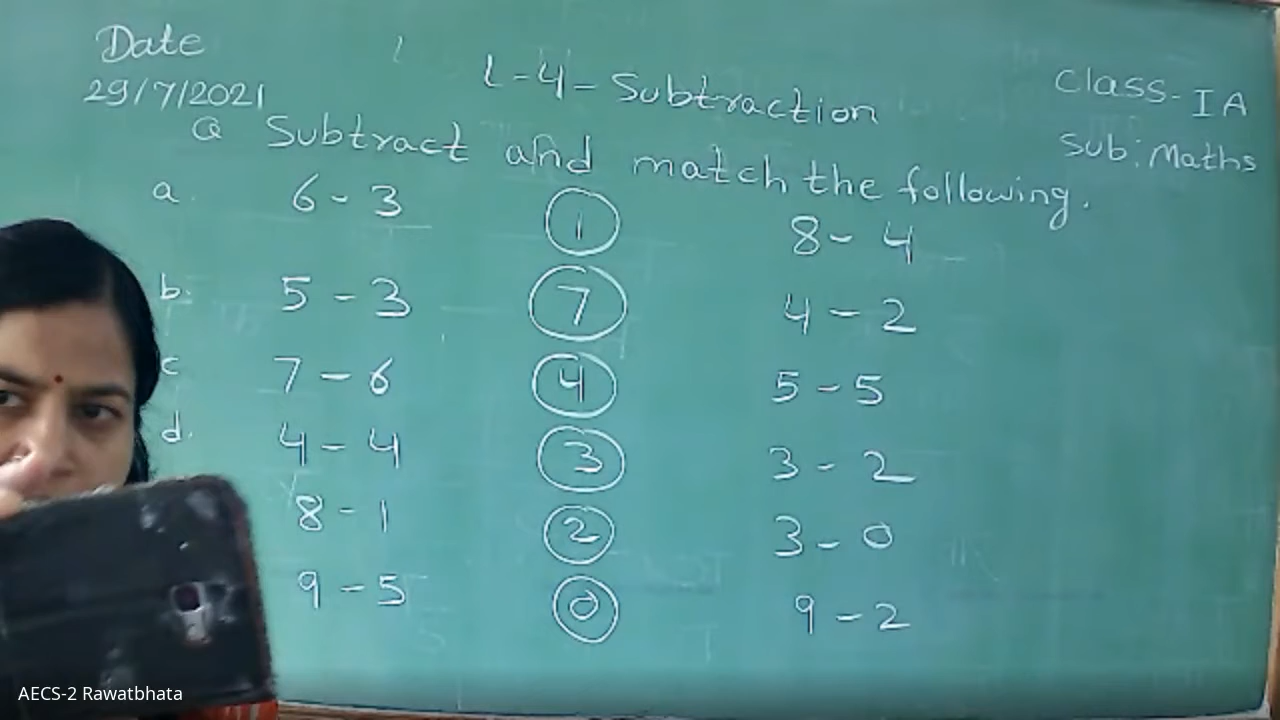 Date
29/7/2021
L-4-Subtraction
Class-IA
Sub: Maths
Q Subtract and match the following.
a. 6-3 1 8-4
b. 5-3 7 4-2
c 7-6 4 5-5
d. 4-4 3 3-2
8-1 2 3-0
9-5 0 9-2
AECS-2 Rawatbhata